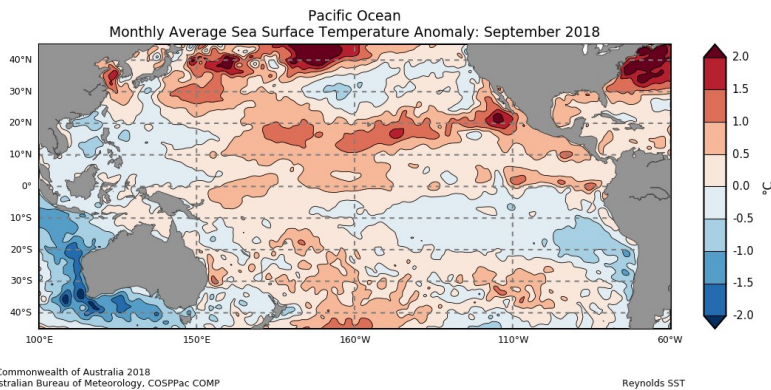 Pacific Ocean
Monthly Average Sea Surface Temperature Anomaly: September 2018
40°N
30°N
20°N
10°N
0°
10°S
20°S
30°S
40°S
100°E
150°E
160°W
110°W
60°W
2.0
1.5
1.0
0.5
0.0
-0.5
-1.0
-1.5
-2.0
°C
Commonwealth of Australia 2018
stralian Bureau of Meteorology, COSPPac COMP
Reynolds SST